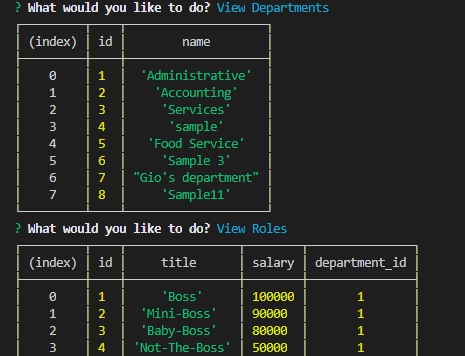 ? What would you like to do? View Departments
(index) id name
0 1 'Administrative'
1 2 'Accounting'
2 3 'Services'
3 4 'sample'
4 5 'Food Service'
5 6 'Sample 3'
6 7 "Gio's department"
7 8 'Sample11'
? What would you like to do? View Roles
(index) id title salary department_id
0 1 'Boss' 100000 1
1 2 'Mini-Boss' 90000 1
2 3 'Baby-Boss' 80000 1
3 4 'Not-The-Boss' 50000 1